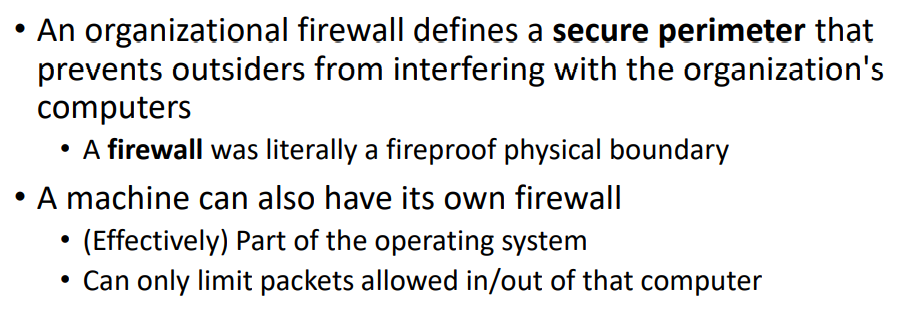 • An organizational firewall defines a secure perimeter that
prevents outsiders from interfering with the organization's
computers
• A firewall was literally a fireproof physical boundary
• A machine can also have its own firewall
• (Effectively) Part of the operating system
• Can only limit packets allowed in/out of that computer